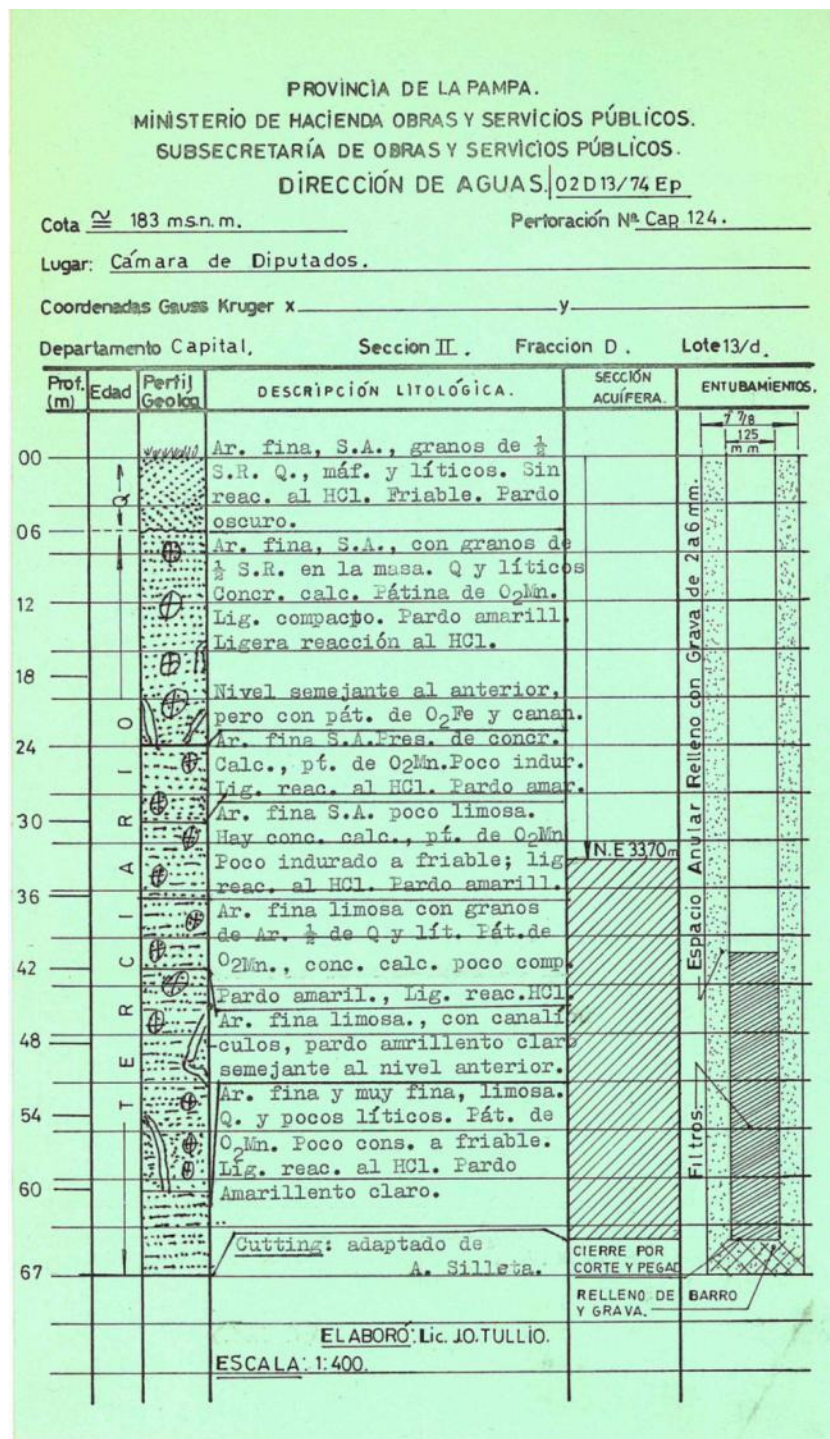 PROVINCIA DE LA PAMPA.
MINISTERIO DE HACIENDA OBRAS Y SERVICIOS PÚBLICOS.
SUBSECRETARÍA DE OBRAS Y SERVICIOS PÚBLICOS.
DIRECCIÓN DE AGUAS. 02D13/74 Ep
Cota ≅ 183 m.s.n.m. Perforación Nª Cap 124.
Lugar: Cámara de Diputados.
Coordenadas Gauss Kruger x y
Departamento Capital. Seccion II. Fraccion D. Lote 13/d.
Prof. (m) Edad Perfil Geolog. DESCRIPCIÓN LITOLÓGICA. SECCIÓN ACUÍFERA. ENTUBAMIENTOS.
7 7/8
125
mm
00
06
12
18
24
30
36
42
48
54
60
67
Q
TERCIARIO
Ar. fina, S.A., granos de ½
S.R. Q., máf. y líticos. Sin
reac. al HCl. Friable. Pardo
oscuro.
Ar. fina, S.A., con granos de
½ S.R. en la masa. Q y líticos
Concr. calc. Pátina de O2Mn.
Lig. compacto. Pardo amarill.
Ligera reacción al HCl.
Nivel semejante al anterior,
pero con pát. de O2Fe y canan.
Ar. fina S.A.Pres. de concr.
Calc., pt. de O2Mn.Poco indur.
Lig. reac. al HCl. Pardo amar.
Ar. fina S.A. poco limosa.
Hay conc. calc., pt. de O2Mn
Poco indurado a friable; lig
reac. al HCl. Pardo amarill.
Ar. fina limosa con granos
de Ar. ½ de Q y lít. Pát.de
O2Mn., conc. calc. poco comp.
Pardo amaril., Lig. reac.HCl.
Ar. fina limosa., con canalí
culos, pardo amrillento claro
semejante al nivel anterior.
Ar. fina y muy fina, limosa.
Q. y pocos líticos. Pát. de
O2Mn. Poco cons. a friable.
Lig. reac. al HCl. Pardo
Amarillento claro.
Cutting: adaptado de
A. Silleta.
N.E 33,70m
Espacio Anular Relleno con Grava de 2 a 6 mm.
Filtros.
CIERRE POR
CORTE Y PEGAD
RELLENO DE BARRO
Y GRAVA.
ELABORÓ: Lic. J.O. TULLIO.
ESCALA: 1:400.